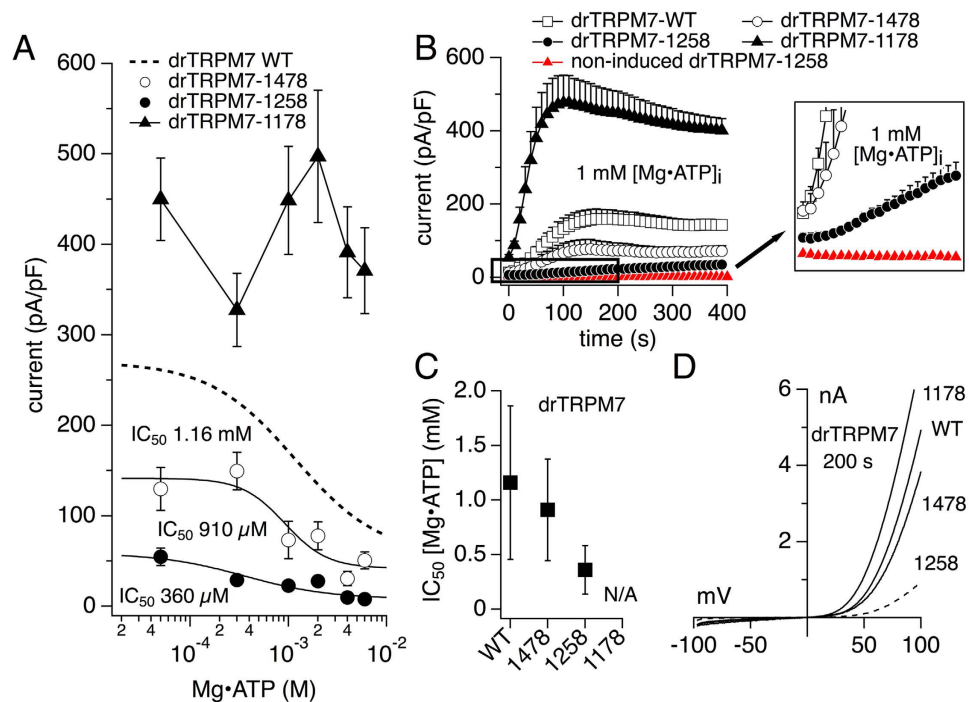 A
600
500
400
300
200
100
0
current (pA/pF)
drTRPM7 WT
drTRPM7-1478
drTRPM7-1258
drTRPM7-1178
IC50 1.16 mM
IC50 910 µM
IC50 360 µM
2 4 2 4 2 4
10-4 10-3 10-2
Mg•ATP (M)
B
drTRPM7-WT drTRPM7-1478
drTRPM7-1258 drTRPM7-1178
non-induced drTRPM7-1258
600
400
200
0
current (pA/pF)
1 mM [Mg•ATP]i
0 100 200 300 400
time (s)
1 mM
[Mg•ATP]i
C
2.0
1.5
1.0
0.5
0
IC50 [Mg•ATP] (mM)
drTRPM7
N/A
WT 1478 1258 1178
D
6
4
2
nA
drTRPM7
200 s
1178
WT
1478
1258
mV
-100 -50 50 100